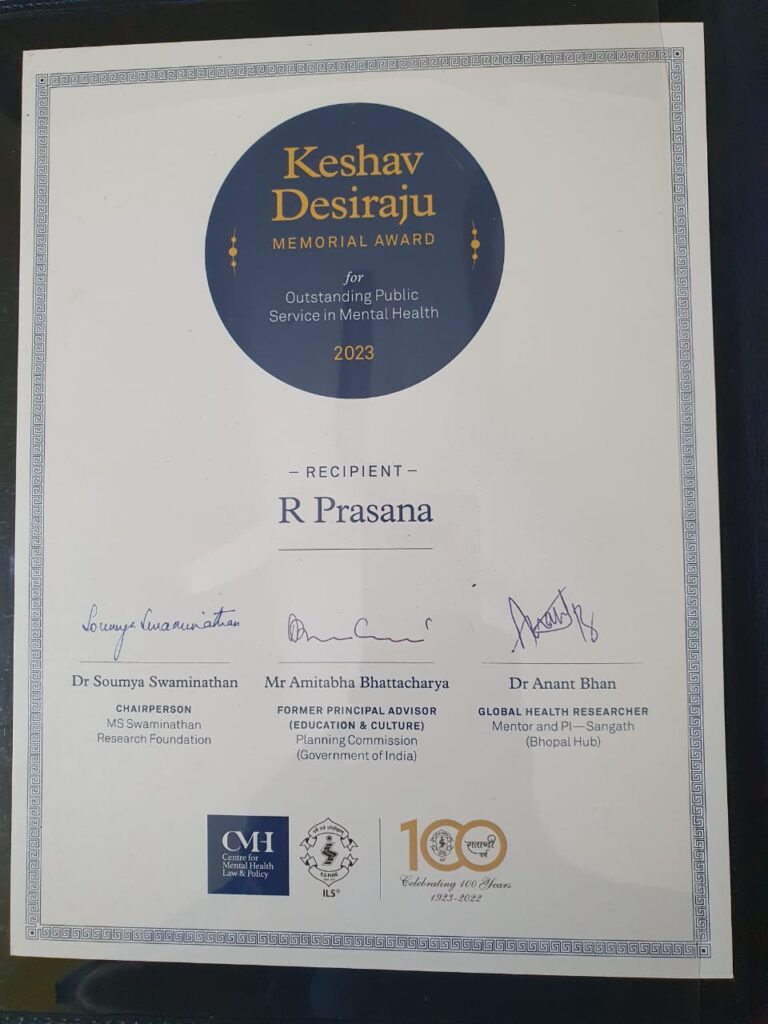 Keshav
Desiraju
MEMORIAL AWARD
for
Outstanding Public
Service in Mental Health
2023
– RECIPIENT –
R Prasana
Soumya Swaminathan
Dr Soumya Swaminathan
CHAIRPERSON
MS Swaminathan
Research Foundation
Mr Amitabha Bhattacharya
FORMER PRINCIPAL ADVISOR
(EDUCATION & CULTURE)
Planning Commission
(Government of India)
Dr Anant Bhan
GLOBAL HEALTH RESEARCHER
Mentor and PI—Sangath
(Bhopal Hub)
CMH
Centre for
Mental Health
Law & Policy
ILS®
100
शताब्दी
वर्ष
Celebrating 100 Years
1923-2022